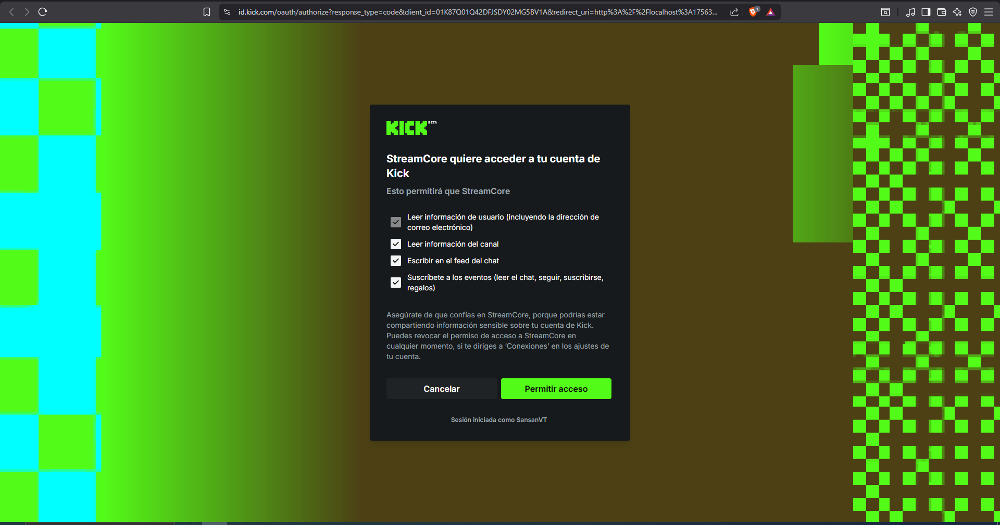 id.kick.com/oauth/authorize?response_type=code&client_id=01K87Q01Q42DFJSDY02MG5BV1A&redirect_uri=http%3A%2F%2Flocalhost%3A17563...
1
KICK BETA
StreamCore quiere acceder a tu cuenta de
Kick
Esto permitirá que StreamCore
Leer información de usuario (incluyendo la dirección de
correo electrónico)
Leer información del canal
Escribir en el feed del chat
Suscríbete a los eventos (leer el chat, seguir, suscribirse,
regalos)
Asegúrate de que confías en StreamCore, porque podrías estar
compartiendo información sensible sobre tu cuenta de Kick.
Puedes revocar el permiso de acceso a StreamCore en
cualquier momento, si te diriges a ‘Conexiones’ en los ajustes de
tu cuenta.
Cancelar
Permitir acceso
Sesión iniciada como SansanVT